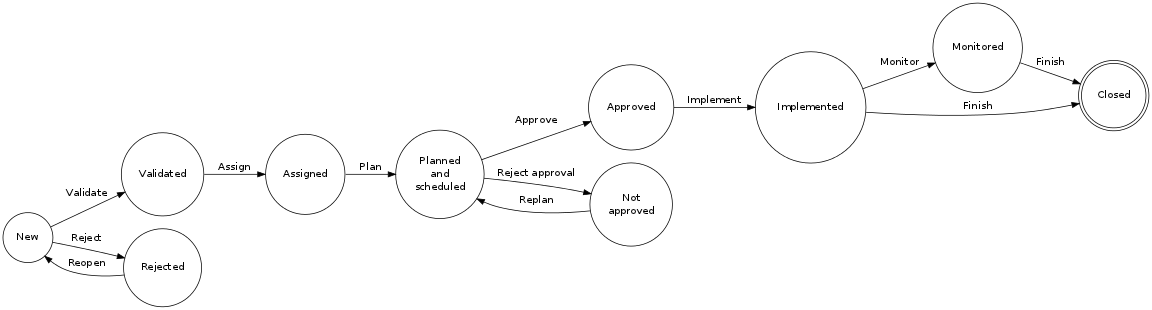 New
Validate
Reject
Reopen
Validated
Rejected
Assign
Assigned
Plan
Planned
and
scheduled
Approve
Reject approval
Replan
Approved
Not
approved
Implement
Implemented
Monitor
Finish
Monitored
Finish
Closed